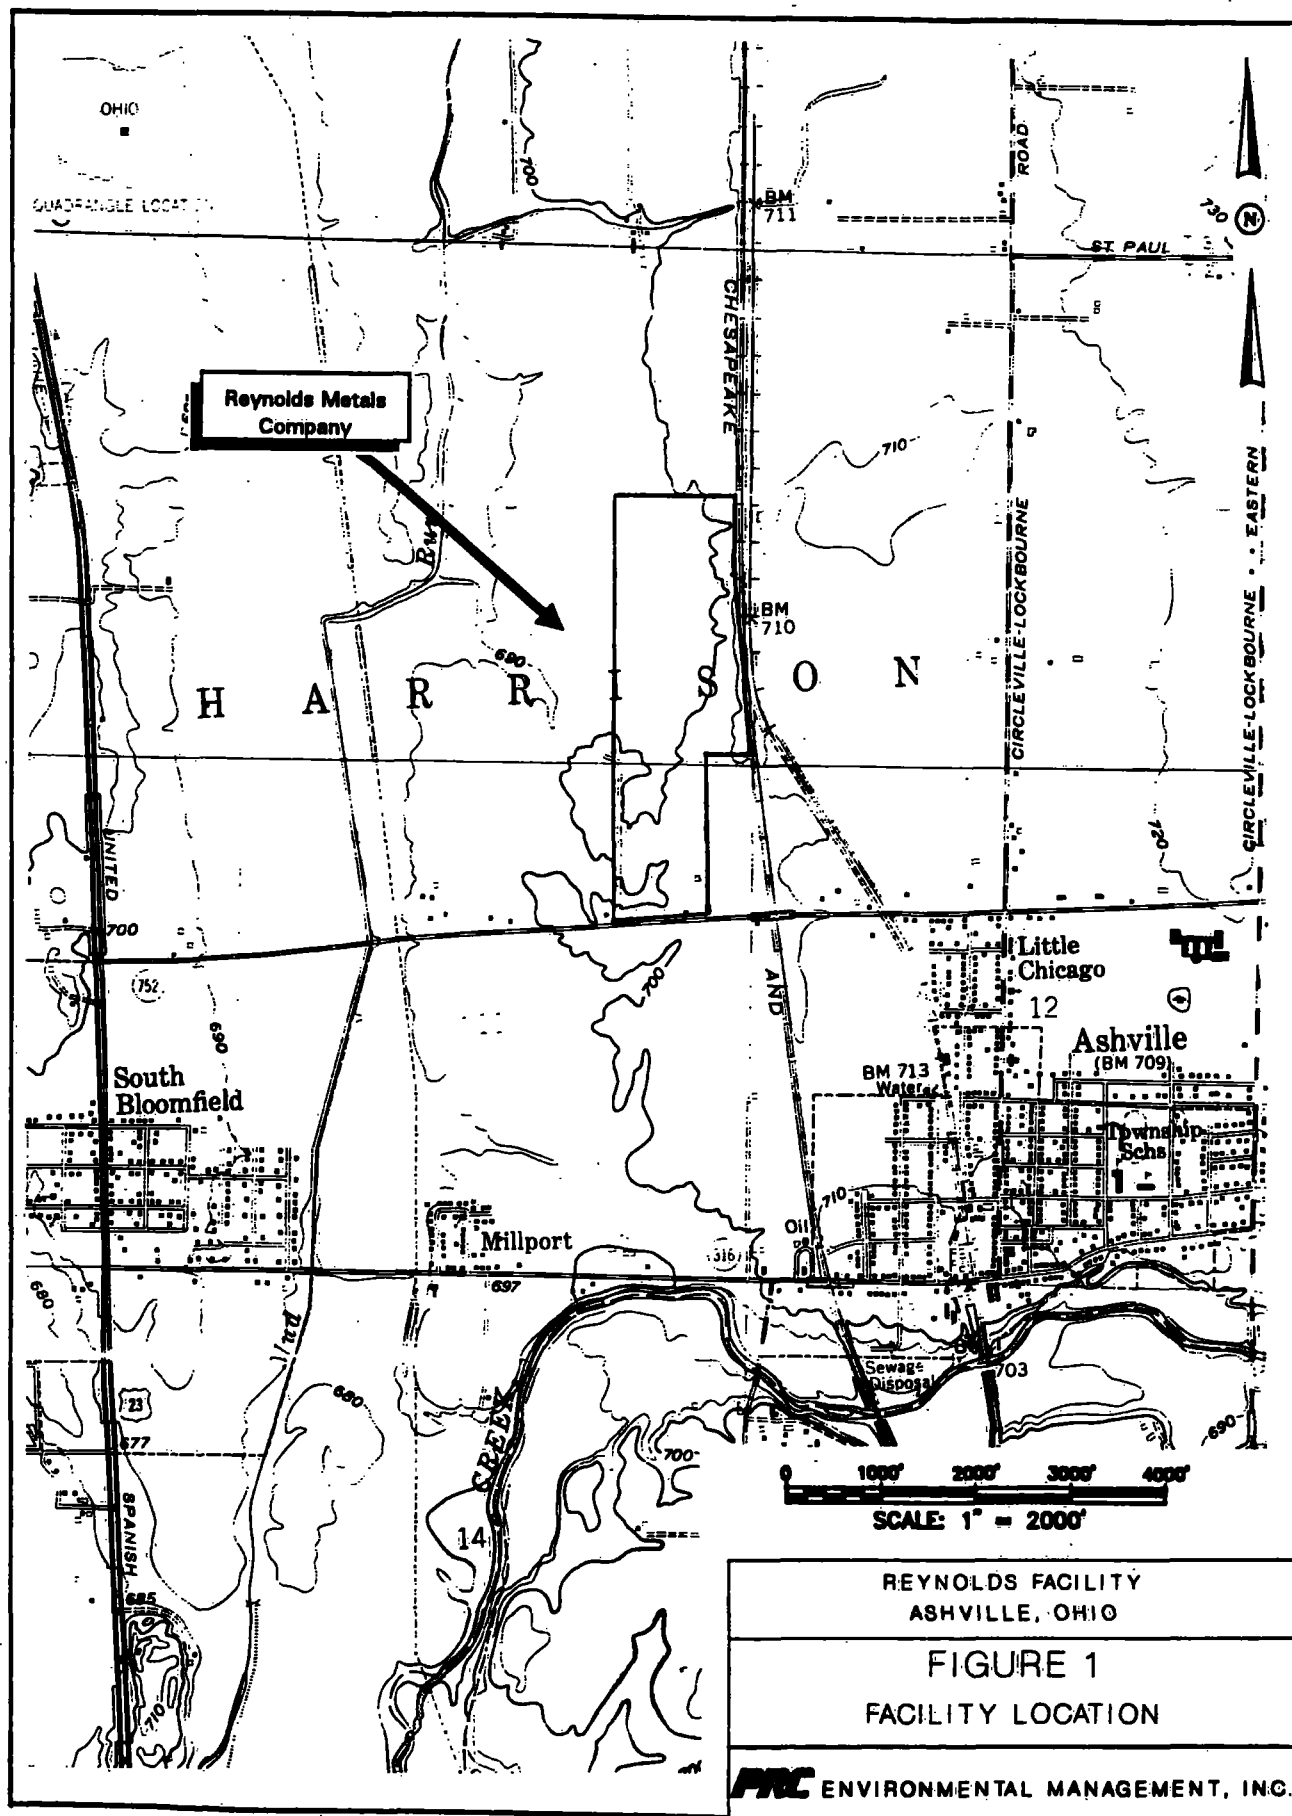 OHIO
QUADRANGLE LOCATION
700
BM
711
ROAD
730
N
ST. PAUL
CHESAPEAKE
Reynolds Metals
Company
710
CIRCLEVILLE-LOCKBOURNE
CIRCLEVILLE-LOCKBOURNE - EASTERN
Run
BM
710
690
HARRISON
UNITED
720
700
752
AND
700
Little
Chicago
12
Ashville
(BM 709)
690
BM 713
Water
South
Bloomfield
Township
Schs
710
Oil
Millport
316
697
680
Run
Sewage
Disposal
703
23
680
677
CREEK
700
690
0 1000' 2000' 3000' 4000'
SCALE: 1" = 2000'
SPANISH
14
685
710
REYNOLDS FACILITY
ASHVILLE, OHIO
FIGURE 1
FACILITY LOCATION
PRC ENVIRONMENTAL MANAGEMENT, INC.